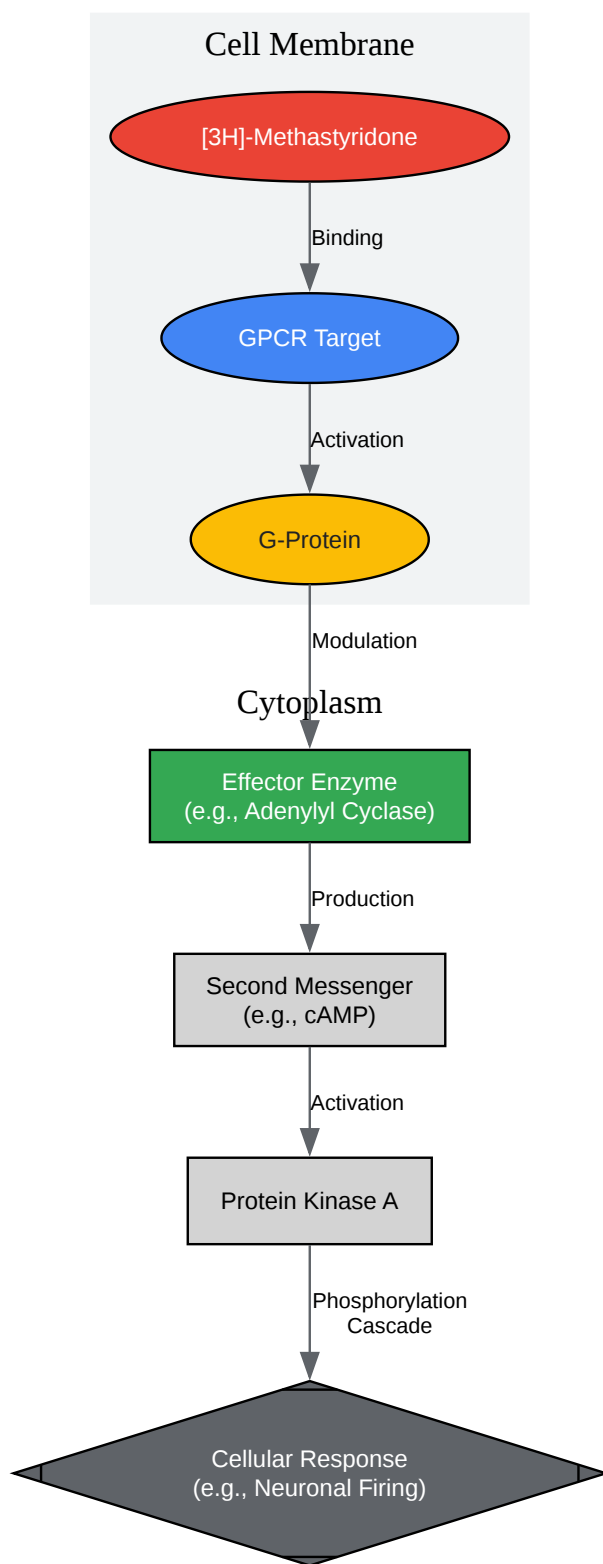 Cell Membrane
[3H]-Methastyridone
Binding
GPCR Target
Activation
G-Protein
Modulation
Cytoplasm
Effector Enzyme
(e.g., Adenylyl Cyclase)
Production
Second Messenger
(e.g., cAMP)
Activation
Protein Kinase A
Phosphorylation
Cascade
Cellular Response
(e.g., Neuronal Firing)